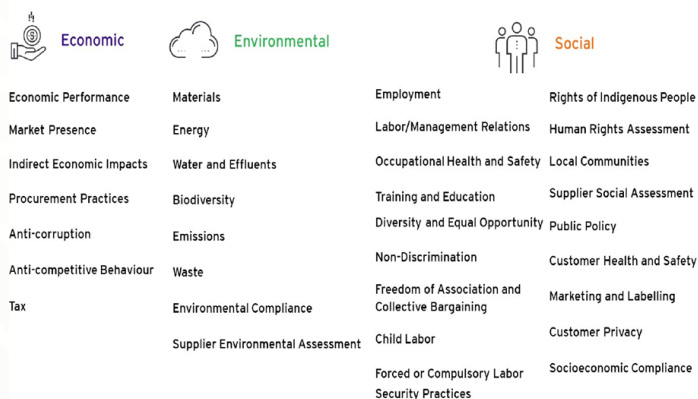 Economic
Economic Performance
Market Presence
Indirect Economic Impacts
Procurement Practices
Anti-corruption
Anti-competitive Behaviour
Tax
Environmental
Materials
Energy
Water and Effluents
Biodiversity
Emissions
Waste
Environmental Compliance
Supplier Environmental Assessment
Social
Employment
Labor/Management Relations
Occupational Health and Safety
Training and Education
Diversity and Equal Opportunity
Non-Discrimination
Freedom of Association and
Collective Bargaining
Child Labor
Forced or Compulsory Labor
Security Practices
Rights of Indigenous People
Human Rights Assessment
Local Communities
Supplier Social Assessment
Public Policy
Customer Health and Safety
Marketing and Labelling
Customer Privacy
Socioeconomic Compliance